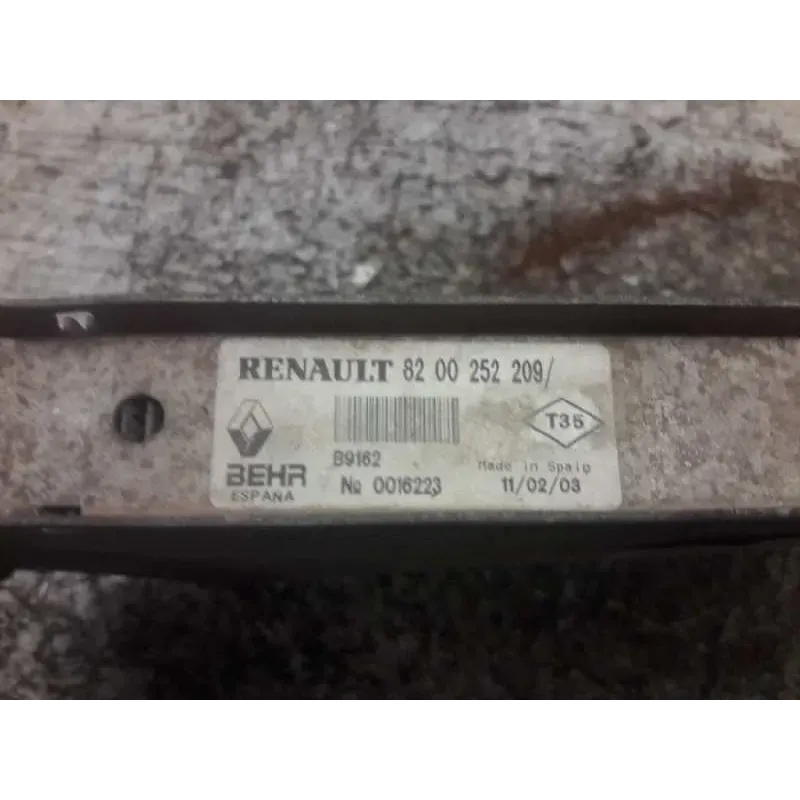 RENAULT 82 00 252 209/
T35
BEHR
ESPAÑA
B9162
№ 0016223
Made in Spain
11/02/03